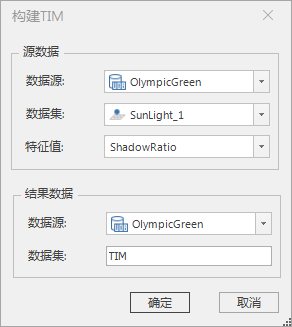 构建TIM
源数据
数据源: OlympicGreen
数据集: SunLight_1
特征值: ShadowRatio
结果数据
数据源: OlympicGreen
数据集: TIM
确定 取消